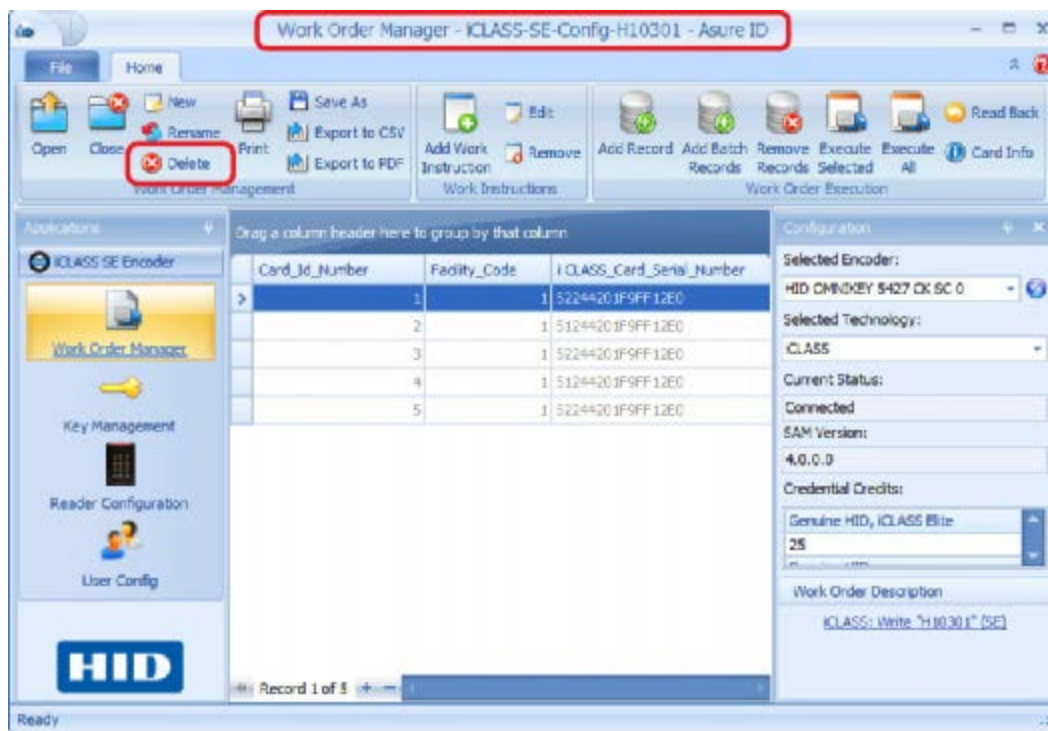 Work Order Manager - iCLASS-SE-Config-H10301 - Asure ID
File Home
Open Close New Rename Delete Print Save As Export to CSV Export to PDF
Work Order Management
Add Work Instruction Edit Remove
Work Instructions
Add Record Add Batch Records Remove Records Execute Selected Execute All Read Back Card Info
Work Order Execution
Applications
iCLASS SE Encoder
Work Order Manager
Key Management
Reader Configuration
User Config
HID
Drag a column header here to group by that column
Card_Id_Number Facility_Code iCLASS_Card_Serial_Number
1 1 52244201F9FF12E0
2 1 51244201F9FF12E0
3 1 52244201F9FF12E0
4 1 51244201F9FF12E0
5 1 52244201F9FF12E0
Record 1 of 5
Configuration
Selected Encoder:
HID OMNIKEY 5427 CK SC 0
Selected Technology:
iCLASS
Current Status:
Connected
SAM Version:
4.0.0.0
Credential Credits:
Genuine HID, iCLASS Elite
25
Work Order Description
iCLASS: Write "H10301" (SE)
Ready